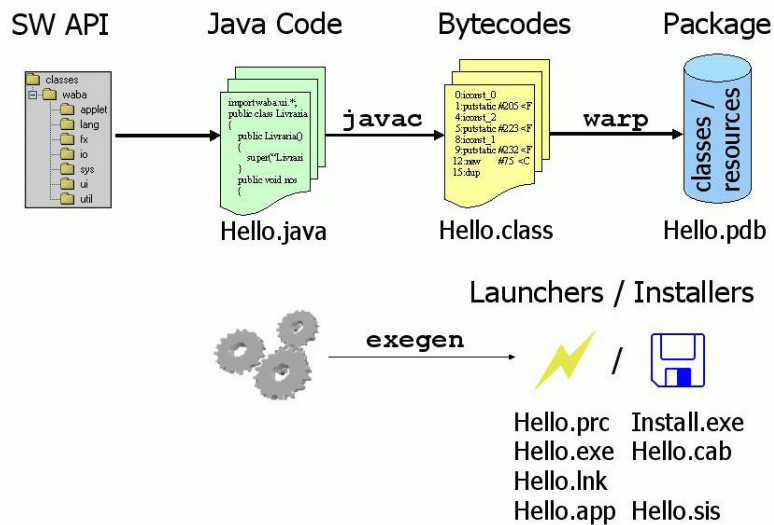 SW API
Java Code
Bytecodes
Package
classes
waba
applet
lang
fx
io
sys
ui
util
importwaba.ui.*;
public class Livraria
{
public Livraria()
{
super("Livrari
}
public void nos
{
javac
0:iconst_0
1:putstatic #205 <F
4:iconst_2
5:putstatic #223 <F
8:iconst_1
9:putstatic #232 <F
12:new #75 <C
15:dup
warp
classes /
resources
Hello.java
Hello.class
Hello.pdb
Launchers / Installers
exegen
/
Hello.prc Install.exe
Hello.exe Hello.cab
Hello.lnk
Hello.app Hello.sis